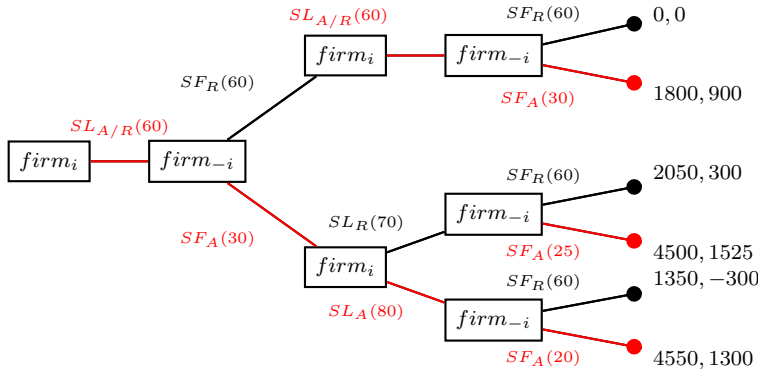 SL_{A/R}(60)
SF_R(60)
0, 0
SF_R(60)
firm_i
firm_{-i}
SF_A(30)
1800, 900
SL_{A/R}(60)
firm_i
firm_{-i}
SF_R(60)
2050, 300
SF_A(30)
SL_R(70)
firm_{-i}
SF_A(25)
4500, 1525
firm_i
SF_R(60)
1350, −300
SL_A(80)
firm_{-i}
SF_A(20)
4550, 1300